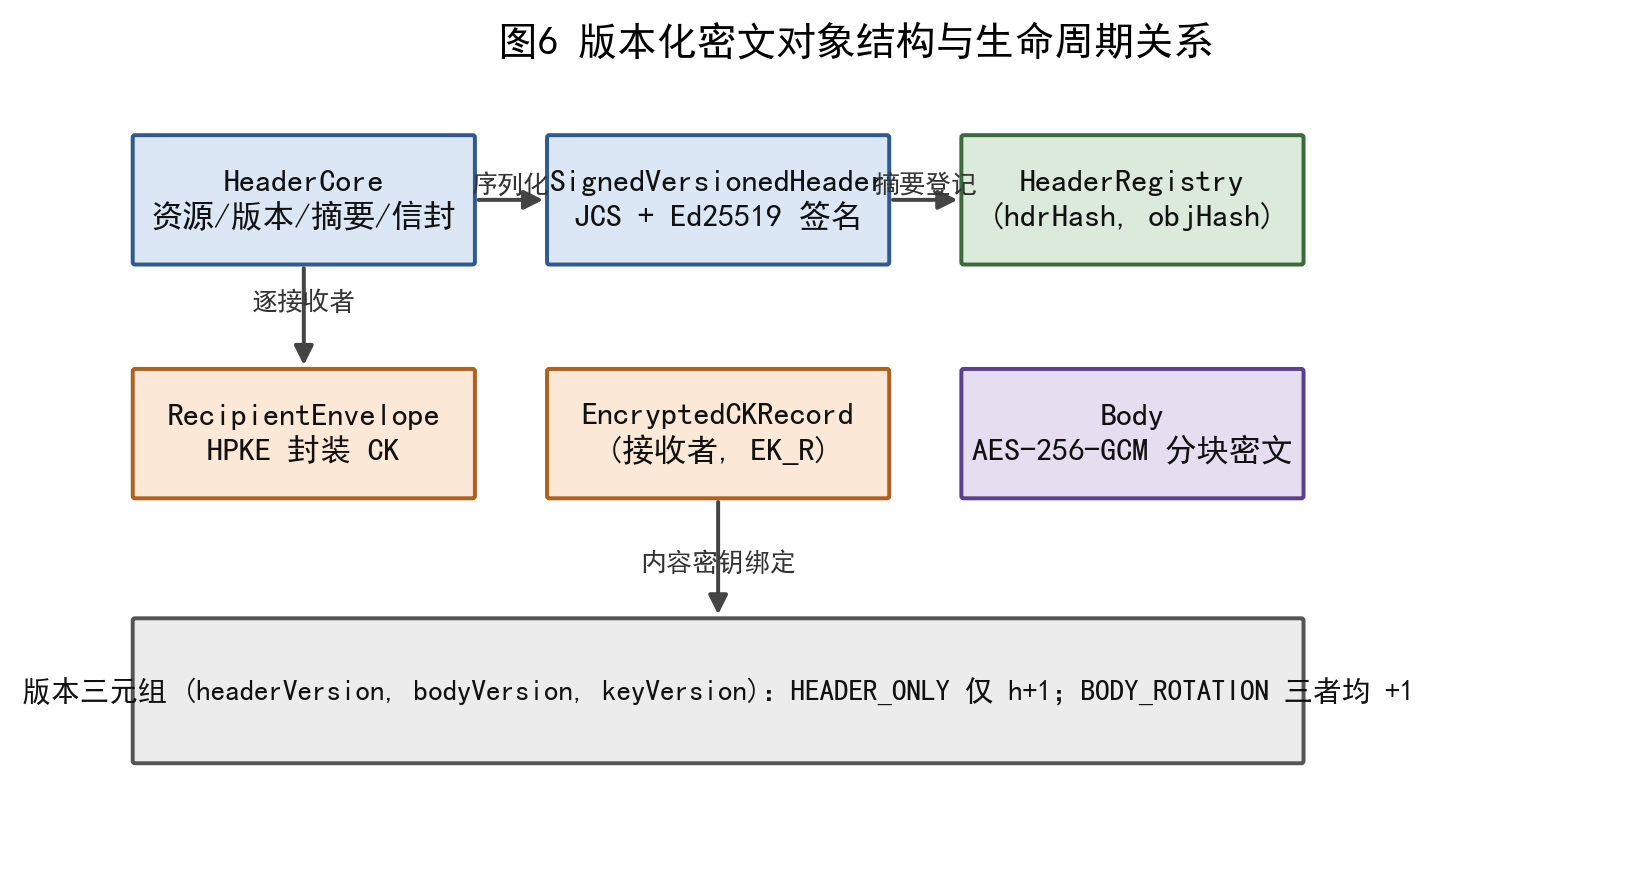 图6 版本化密文对象结构与生命周期关系
HeaderCore
资源/版本/摘要/信封
序列化
SignedVersionedHeader
JCS + Ed25519 签名
摘要登记
HeaderRegistry
(hdrHash, objHash)
逐接收者
RecipientEnvelope
HPKE 封装 CK
EncryptedCKRecord
(接收者, EK_R)
Body
AES-256-GCM 分块密文
内容密钥绑定
版本三元组 (headerVersion, bodyVersion, keyVersion)：HEADER_ONLY 仅 h+1；BODY_ROTATION 三者均 +1